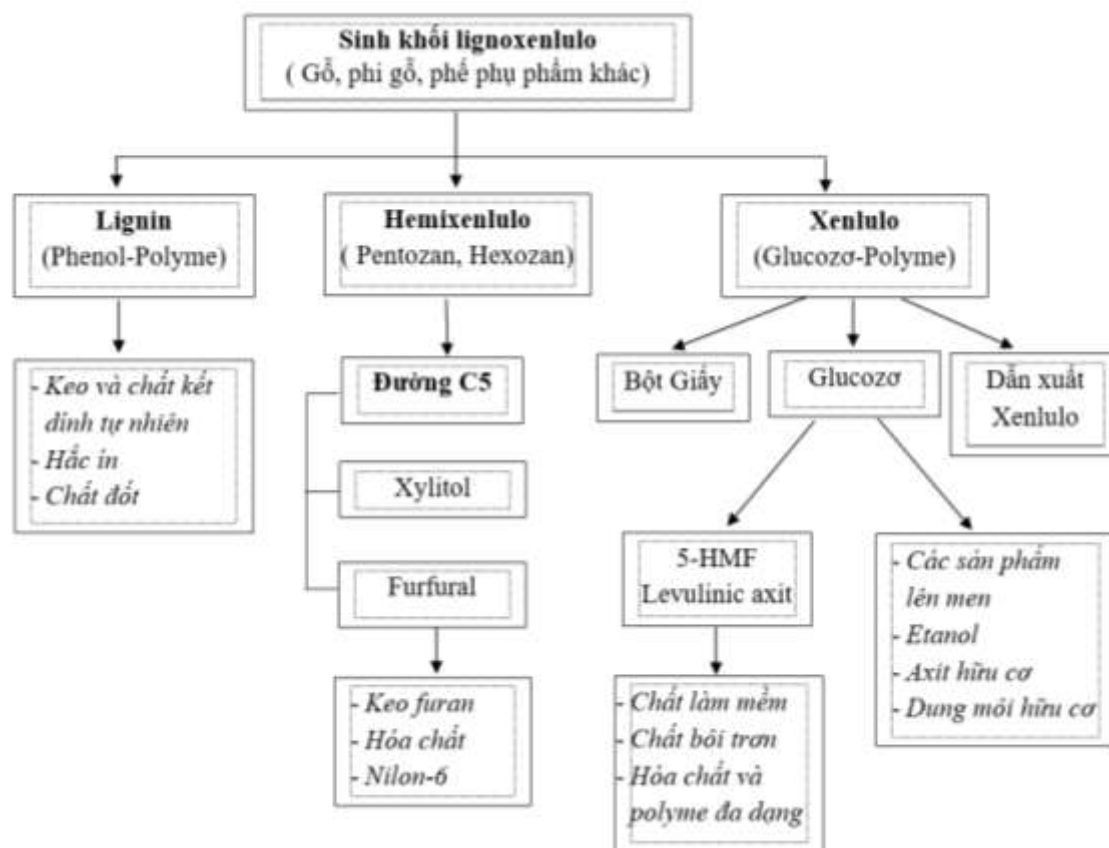 Sinh khối lignoxenlulo
( Gỗ, phi gỗ, phế phụ phẩm khác)
Lignin
(Phenol-Polyme)
Hemixenlulo
( Pentozan, Hexozan)
Xenlulo
(Glucozơ-Polyme)
- Keo và chất kết
dính tự nhiên
- Hắc ín
- Chất đốt
Đường C5
Xylitol
Furfural
- Keo furan
- Hóa chất
- Nilon-6
Bột Giấy
Glucozơ
Dẫn xuất
Xenlulo
5-HMF
Levulinic axit
- Chất làm mềm
- Chất bôi trơn
- Hóa chất và
polyme đa dạng
- Các sản phẩm
lên men
- Etanol
- Axit hữu cơ
- Dung môi hữu cơ